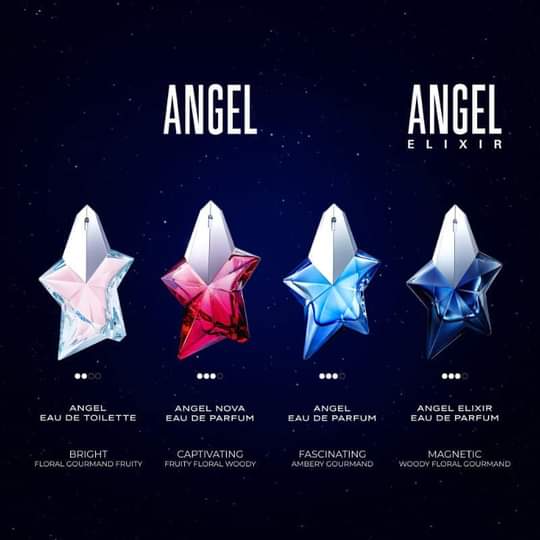 ANGEL
ANGEL
ELIXIR
ANGEL
EAU DE TOILETTE
BRIGHT
FLORAL GOURMAND FRUITY
ANGEL NOVA
EAU DE PARFUM
CAPTIVATING
FRUITY FLORAL WOODY
ANGEL
EAU DE PARFUM
FASCINATING
AMBERY GOURMAND
ANGEL ELIXIR
EAU DE PARFUM
MAGNETIC
WOODY FLORAL GOURMAND